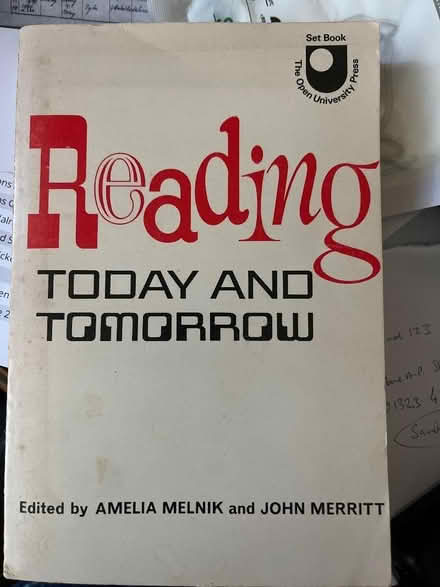 Set Book
The Open University Press
Reading
TODAY AND
TOMORROW
Edited by AMELIA MELNIK and JOHN MERRITT